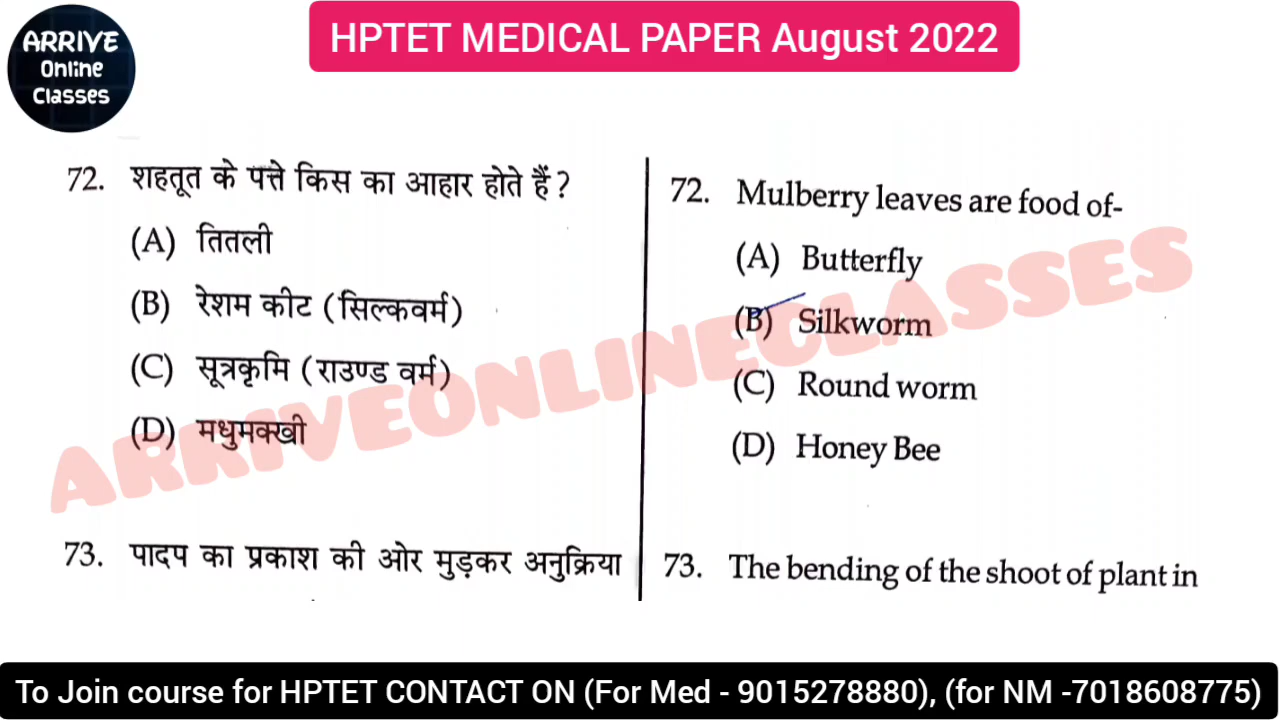 ARRIVE
Online
Classes
HPTET MEDICAL PAPER August 2022
72. शहतूत के पत्ते किस का आहार होते हैं?
(A) तितली
(B) रेशम कीट (सिल्कवर्म)
(C) सूत्रकृमि (राउण्ड वर्म)
(D) मधुमक्खी
73. पादप का प्रकाश की ओर मुड़कर अनुक्रिया
72. Mulberry leaves are food of-
(A) Butterfly
(B) Silkworm
(C) Round worm
(D) Honey Bee
73. The bending of the shoot of plant in
ARRIVEONLINECLASSES
To Join course for HPTET CONTACT ON (For Med - 9015278880), (for NM -7018608775)